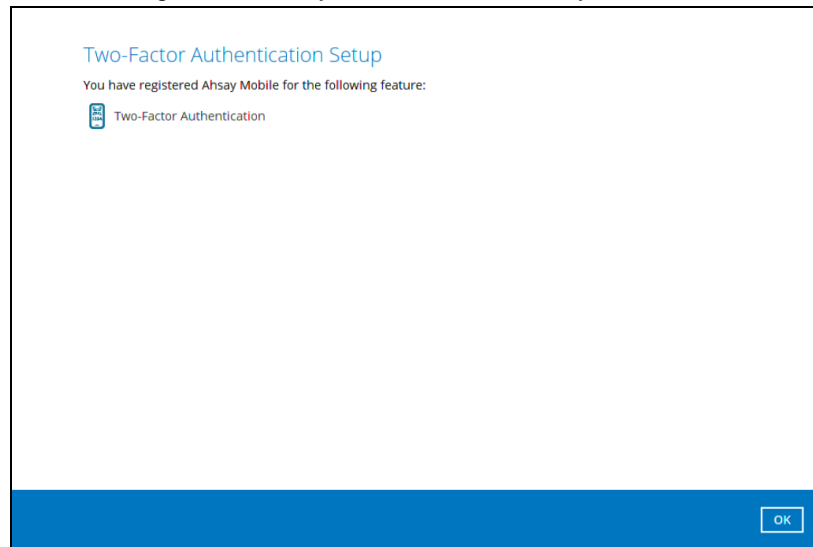 Two-Factor Authentication Setup
You have registered Ahsay Mobile for the following feature:
Two-Factor Authentication
OK